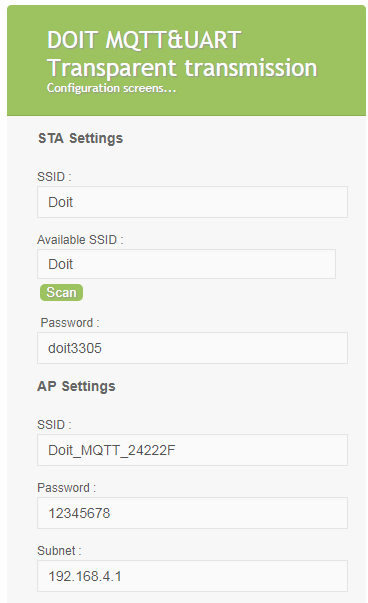 DOIT MQTT&UART
Transparent transmission
Configuration screens...
STA Settings
SSID :
Doit
Available SSID :
Doit
Scan
Password :
doit3305
AP Settings
SSID :
Doit_MQTT_24222F
Password :
12345678
Subnet :
192.168.4.1